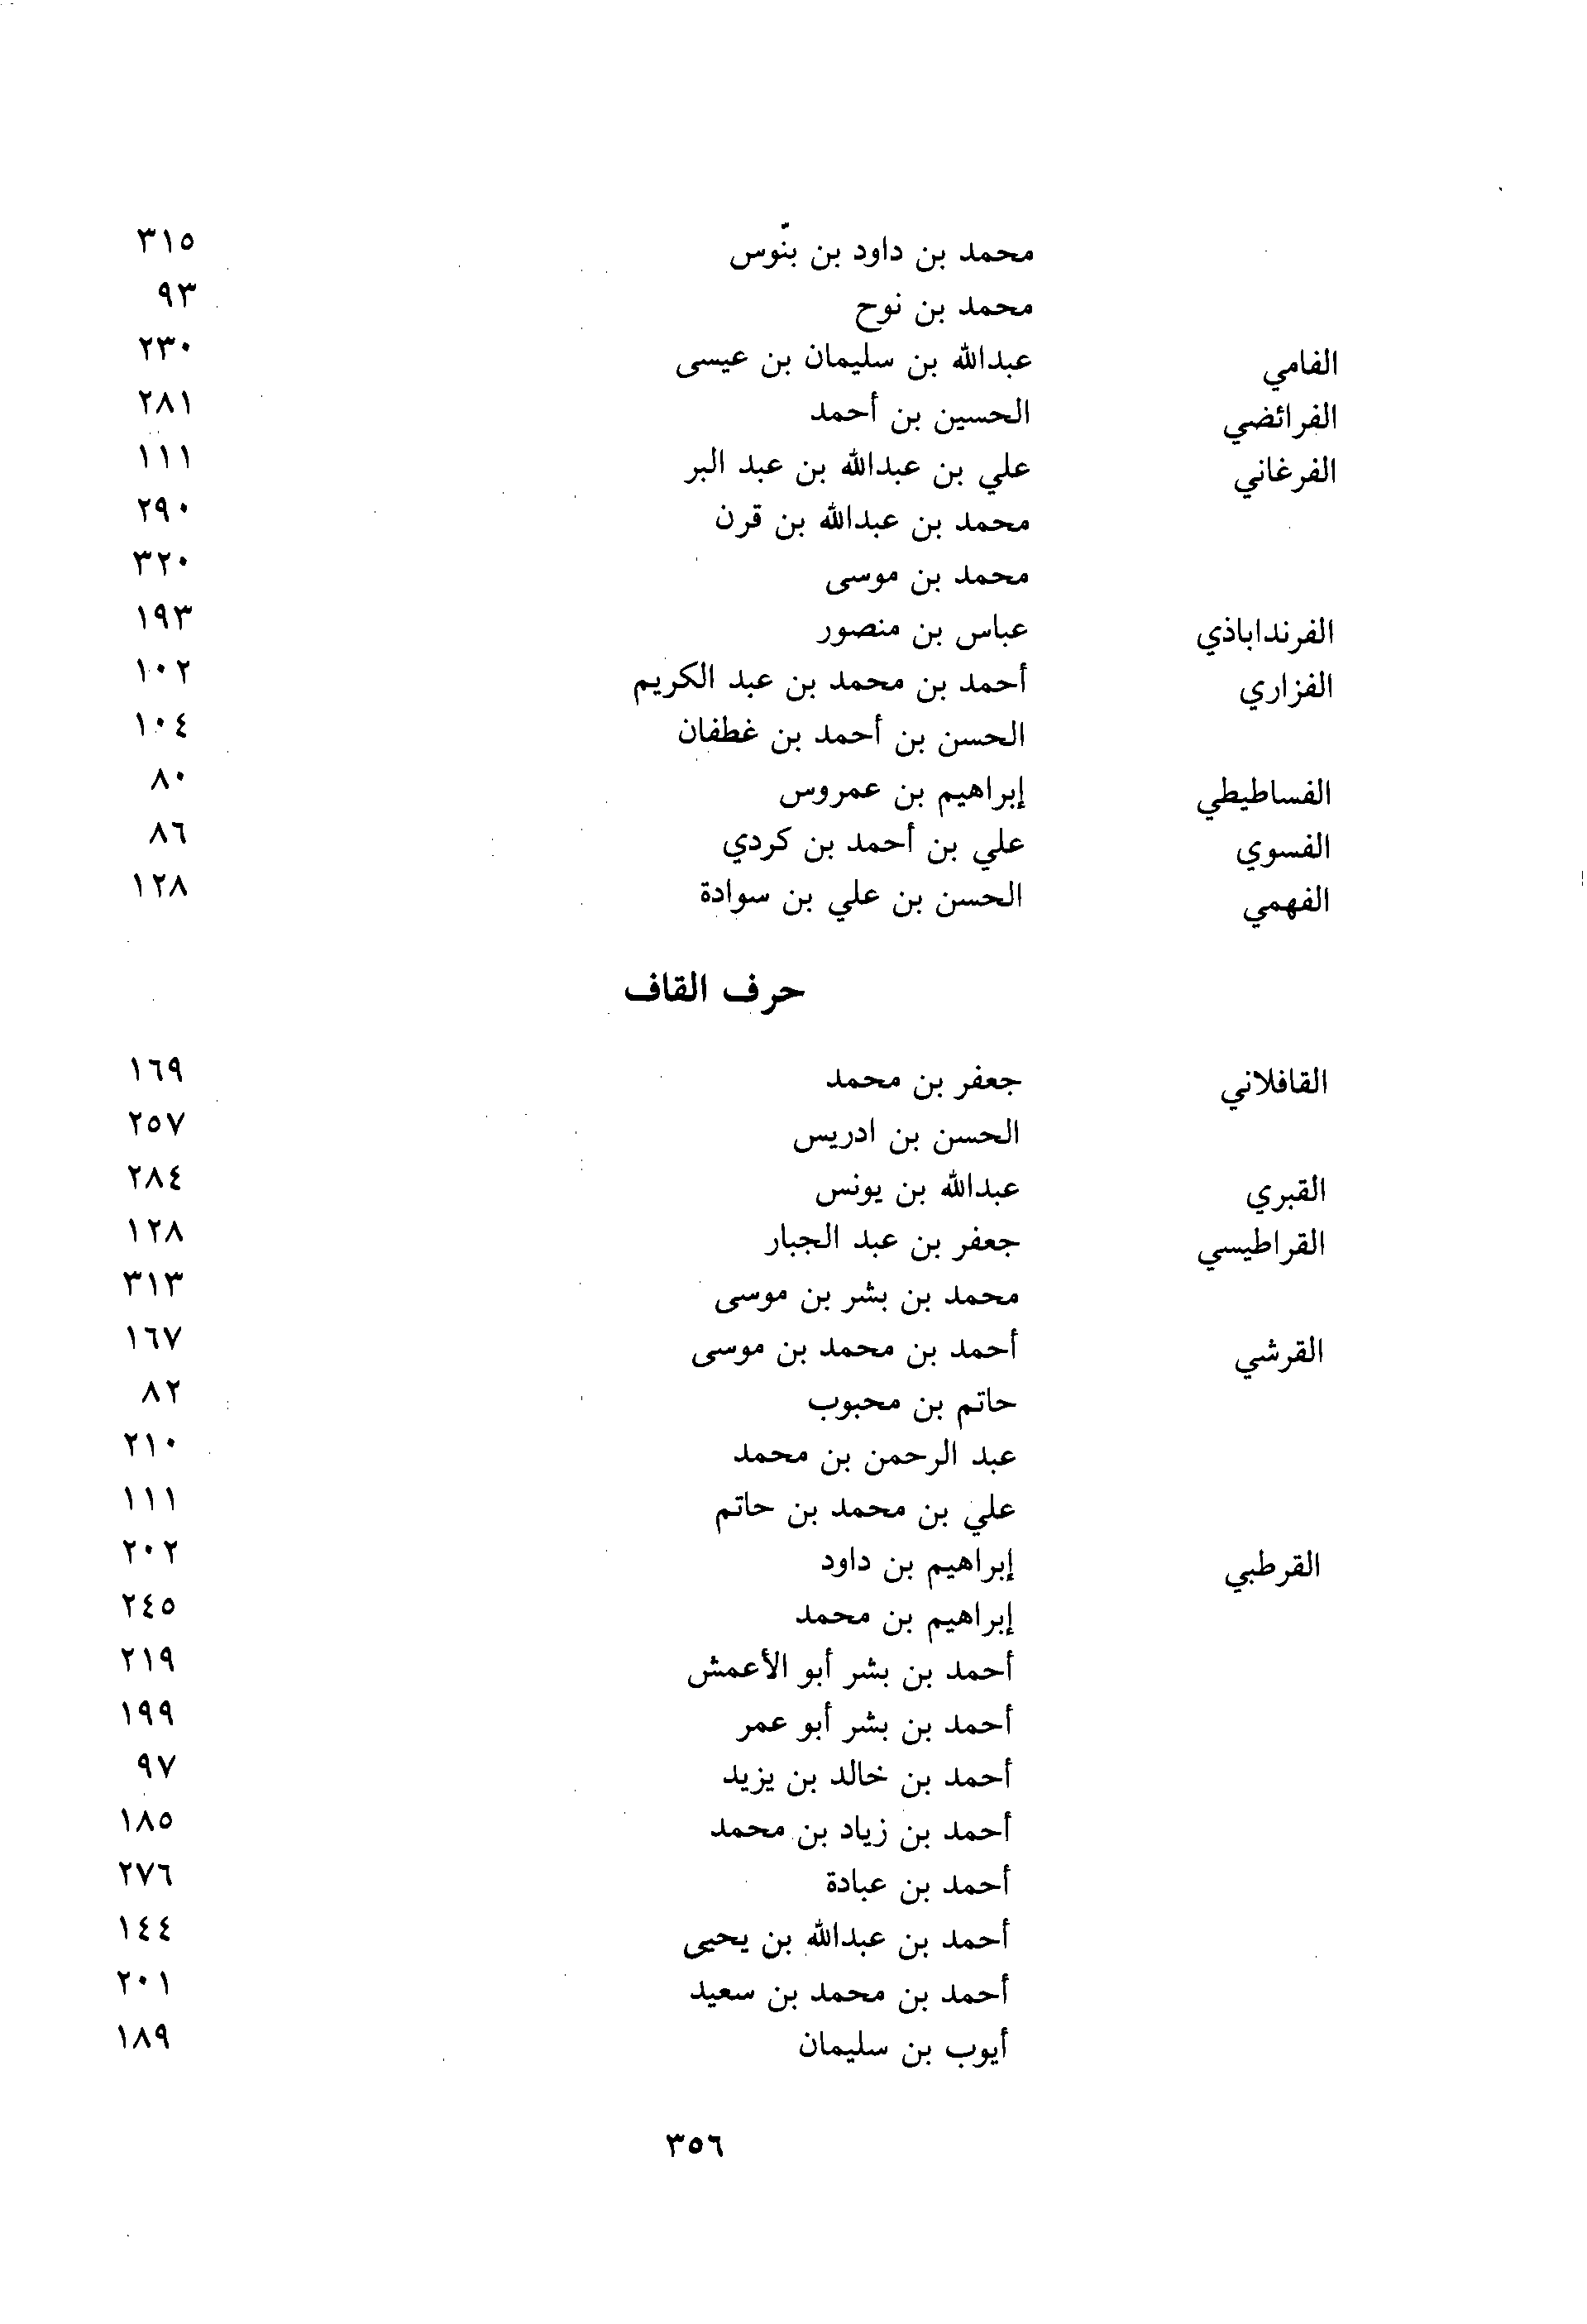 محمد بن داود بن بنّوس ٣١٥
محمد بن نوح ٩٣
الفامي عبدالله بن سليمان بن عيسى ٢٣٠
الفرائضي الحسين بن أحمد ٢٨١
الفرغاني علي بن عبدالله بن عبد البر ١١١
محمد بن عبدالله بن قرن ٢٩٠
محمد بن موسى ٣٢٠
الفرنداباذي عباس بن منصور ١٩٣
الفزاري أحمد بن محمد بن عبد الكريم ١٠٢
الحسن بن أحمد بن غطفان ١٠٤
الفساطيطي إبراهيم بن عمروس ٨٠
الفسوي علي بن أحمد بن كردي ٨٦
الفهمي الحسن بن علي بن سوادة ١٢٨
حرف القاف
القافلاني جعفر بن محمد ١٦٩
الحسن بن ادريس ٢٥٧
القبري عبدالله بن يونس ٢٨٤
القراطيسي جعفر بن عبد الجبار ١٢٨
محمد بن بشر بن موسى ٣١٣
القرشي أحمد بن محمد بن موسى ١٦٧
حاتم بن محبوب ٨٢
عبد الرحمن بن محمد ٢١٠
علي بن محمد بن حاتم ١١١
القرطبي إبراهيم بن داود ٢٠٢
إبراهيم بن محمد ٢٤٥
أحمد بن بشر أبو الأعمش ٢١٩
أحمد بن بشر أبو عمر ١٩٩
أحمد بن خالد بن يزيد ٩٧
أحمد بن زياد بن محمد ١٨٥
أحمد بن عبادة ٢٧٦
أحمد بن عبدالله بن يحيى ١٤٤
أحمد بن محمد بن سعيد ٢٠١
أيوب بن سليمان ١٨٩
٣٥٦